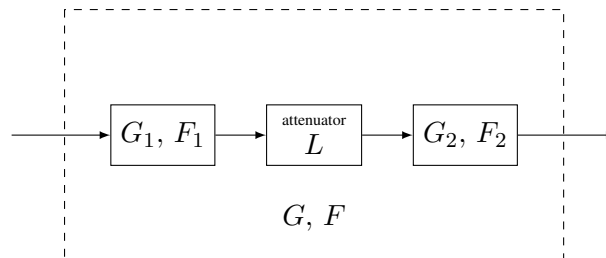 G₁, F₁
attenuator
L
G₂, F₂
G, F